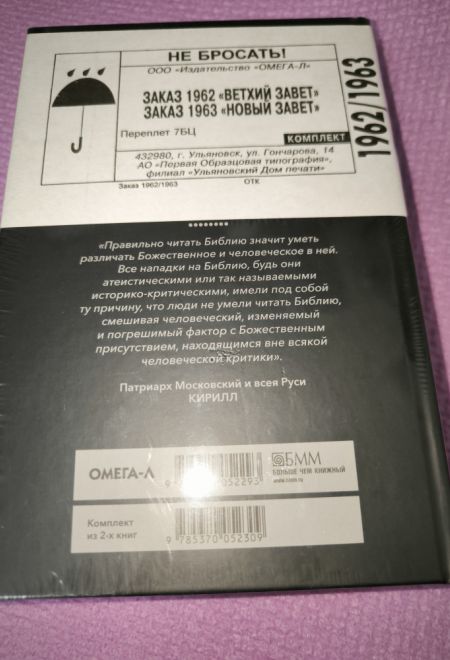 НЕ БРОСАТЬ!
ООО «Издательство «ОМЕГА-Л»
ЗАКАЗ 1962 «ВЕТХИЙ ЗАВЕТ»
ЗАКАЗ 1963 «НОВЫЙ ЗАВЕТ»
Переплет 7БЦ
КОМПЛЕКТ
432980, г. Ульяновск, ул. Гончарова, 14
АО «Первая Образцовая типография»,
филиал «Ульяновский Дом печати»
Заказ 1962/1963 ОТК
1962/1963
«Правильно читать Библию значит уметь
различать Божественное и человеческое в ней.
Все нападки на Библию, будь они
атеистическими или так называемыми
историко-критическими, имели под собой
ту причину, что люди не умели читать Библию,
смешивая человеческий, изменяемый
и погрешимый фактор с Божественным
присутствием, находящимся вне всякой
человеческой критики».
Патриарх Московский и всея Руси
КИРИЛЛ
ОМЕГА-Л
9 052293
БММ
БОЛЬШЕ ЧЕМ КНИЖНЫЙ
Комплект
из 2-х книг
9 785370 052309